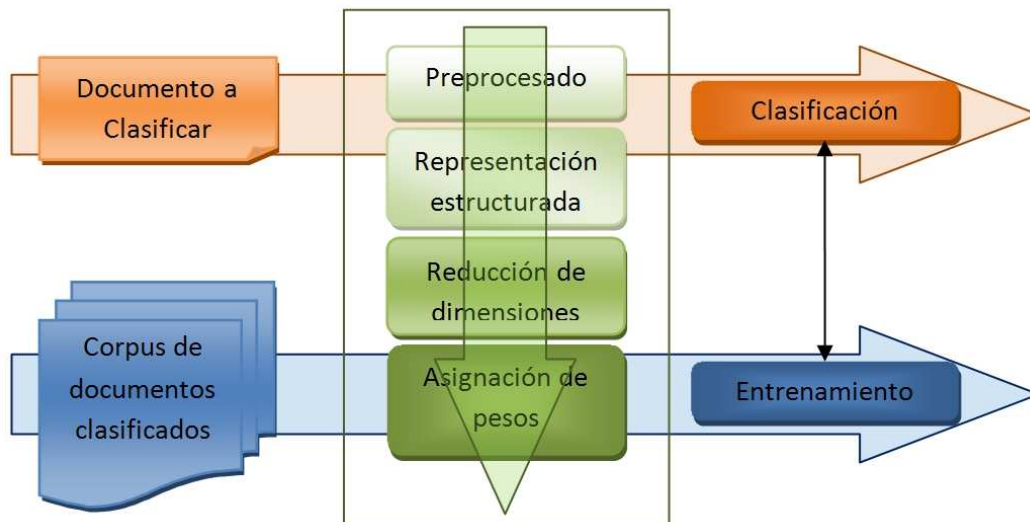 Documento a
Clasificar
Preprocesado
Representación
estructurada
Reducción de
dimensiones
Asignación de
pesos
Clasificación
Corpus de
documentos
clasificados
Entrenamiento